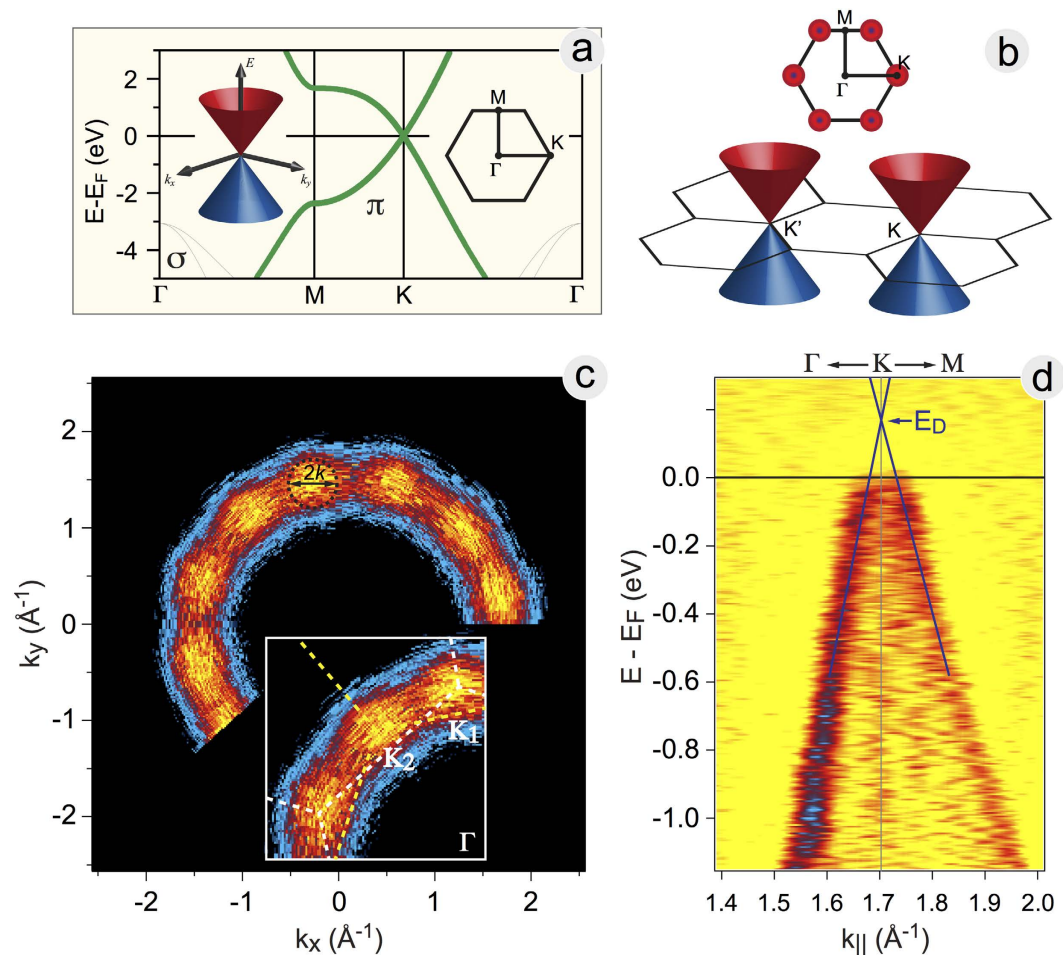 a
E
k_x
k_y
E-E_F (eV)
2
0
-2
-4
σ
π
M
K
Γ
Γ
M
K
Γ
b
M
K
Γ
K'
K
c
2k
2
1
0
-1
-2
k_y (Å⁻¹)
K₁
K₂
Γ
-2
-1
0
1
2
k_x (Å⁻¹)
Γ ← K → M
d
E_D
0.0
-0.2
-0.4
-0.6
-0.8
-1.0
E - E_F (eV)
1.4 1.5 1.6 1.7 1.8 1.9 2.0
k_|| (Å⁻¹)